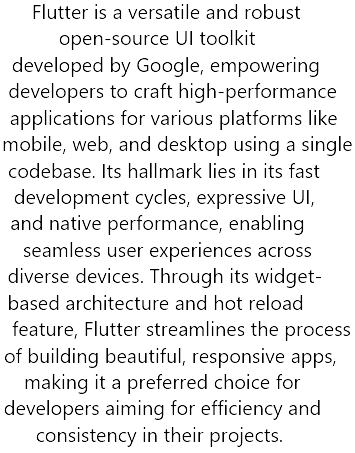 Flutter is a versatile and robust
open-source UI toolkit
developed by Google, empowering
developers to craft high-performance
applications for various platforms like
mobile, web, and desktop using a single
codebase. Its hallmark lies in its fast
development cycles, expressive UI,
and native performance, enabling
seamless user experiences across
diverse devices. Through its widget-
based architecture and hot reload
feature, Flutter streamlines the process
of building beautiful, responsive apps,
making it a preferred choice for
developers aiming for efficiency and
consistency in their projects.